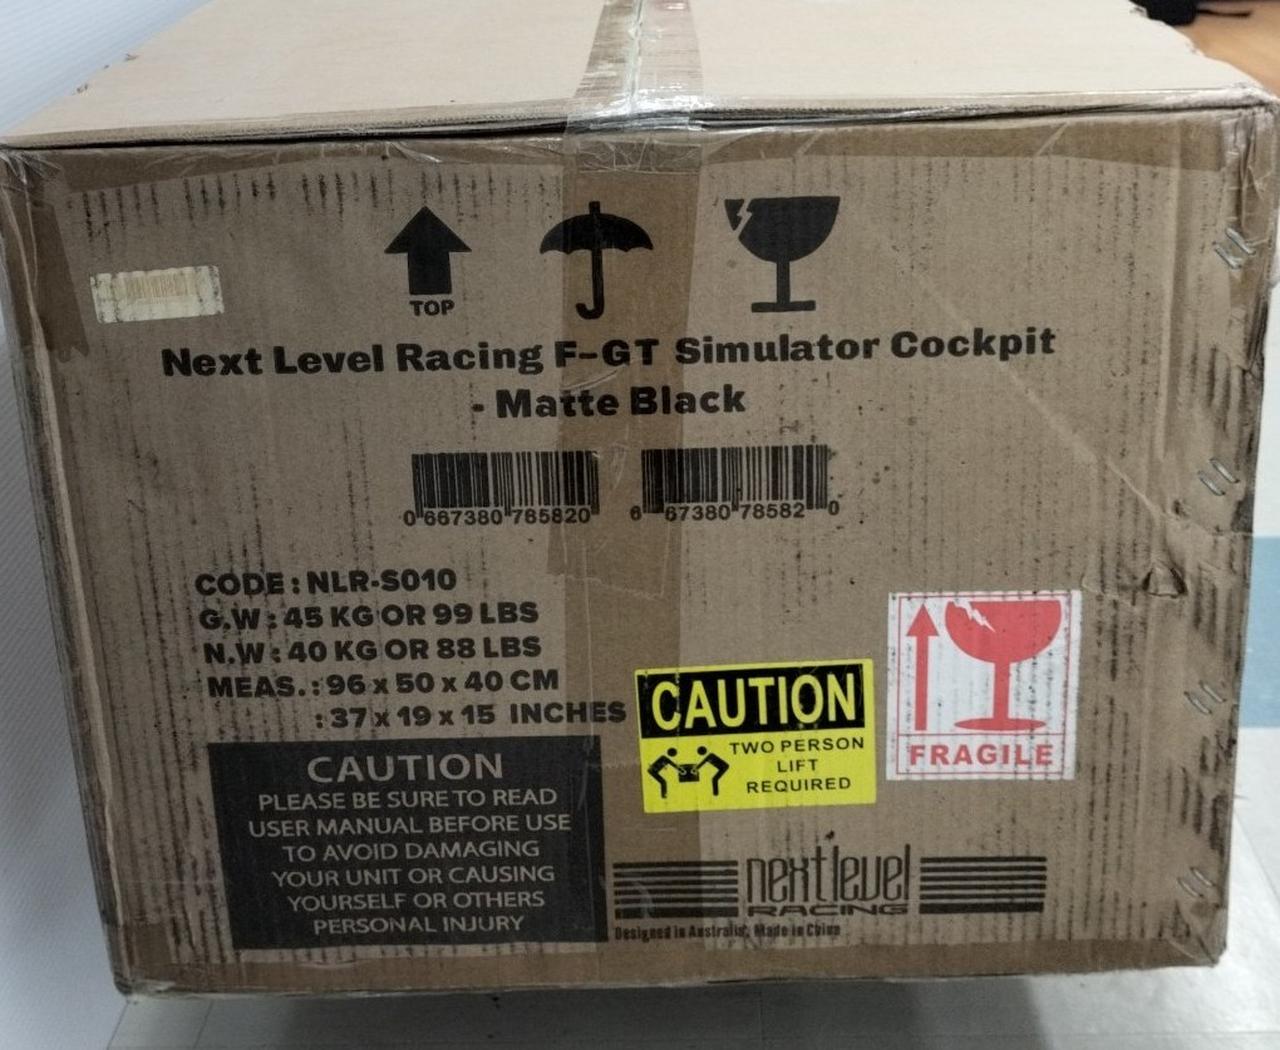 TOP
Next Level Racing F-GT Simulator Cockpit
- Matte Black
0 667380 785820
6 67380 78582 0
CODE : NLR-S010
G.W : 45 KG OR 99 LBS
N.W : 40 KG OR 88 LBS
MEAS. : 96 x 50 x 40 CM
: 37 x 19 x 15 INCHES
CAUTION
PLEASE BE SURE TO READ
USER MANUAL BEFORE USE
TO AVOID DAMAGING
YOUR UNIT OR CAUSING
YOURSELF OR OTHERS
PERSONAL INJURY
CAUTION
TWO PERSON
LIFT
REQUIRED
FRAGILE
next level
RACING
Designed in Australia, Made in China